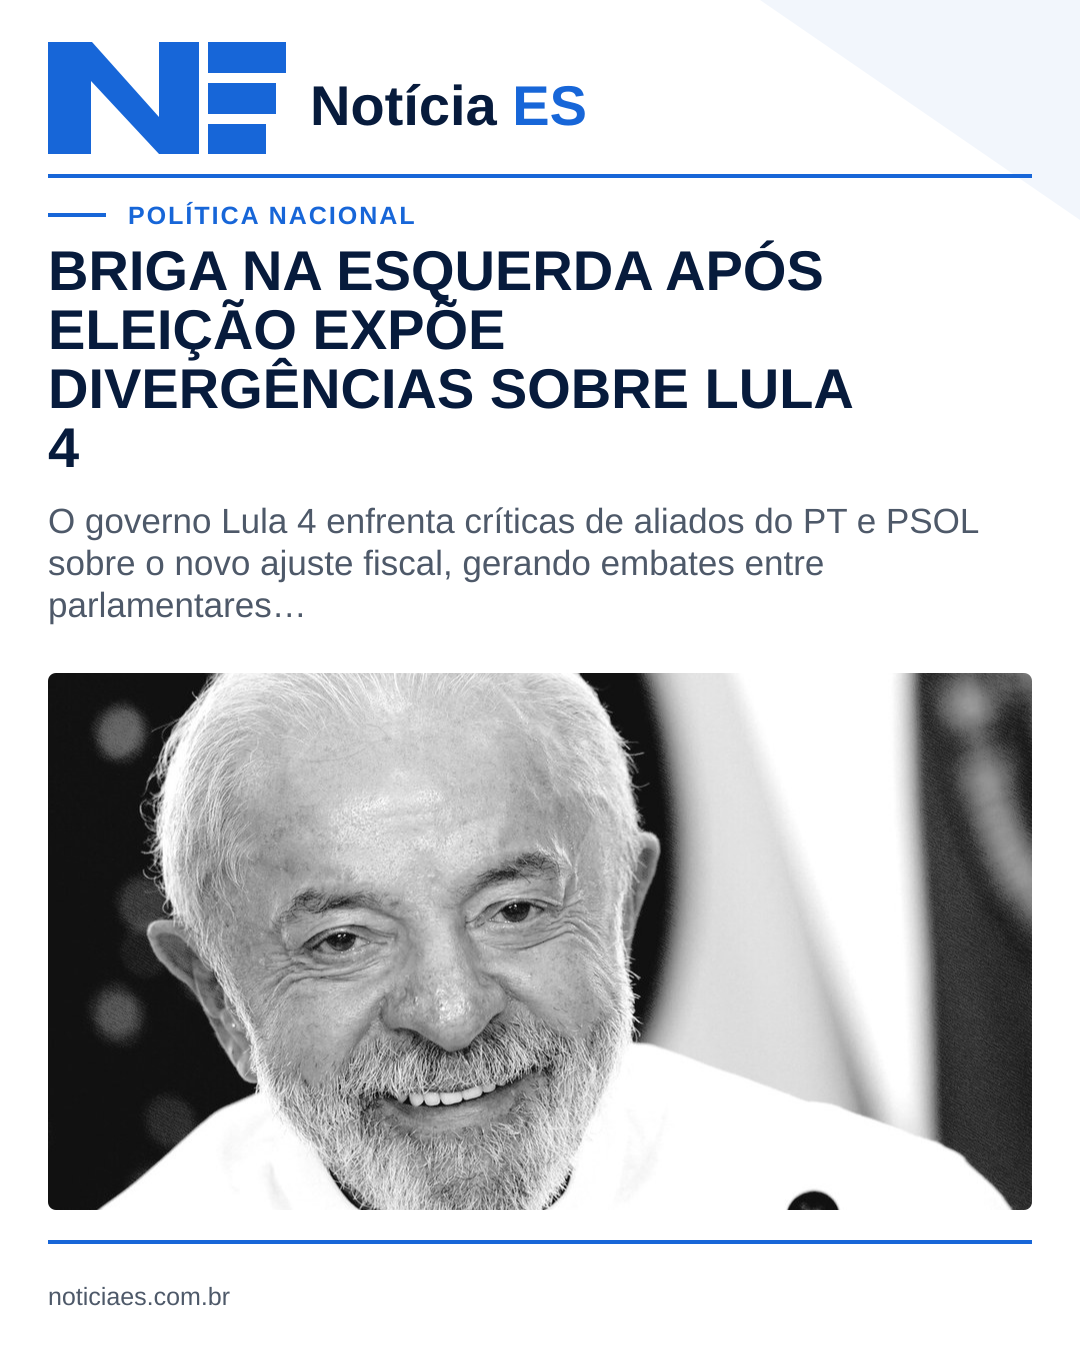 NE
Notícia ES
POLÍTICA NACIONAL
BRIGA NA ESQUERDA APÓS
ELEIÇÃO EXPÕE
DIVERGÊNCIAS SOBRE LULA
4
O governo Lula 4 enfrenta críticas de aliados do PT e PSOL
sobre o novo ajuste fiscal, gerando embates entre
parlamentares…
noticiaes.com.br